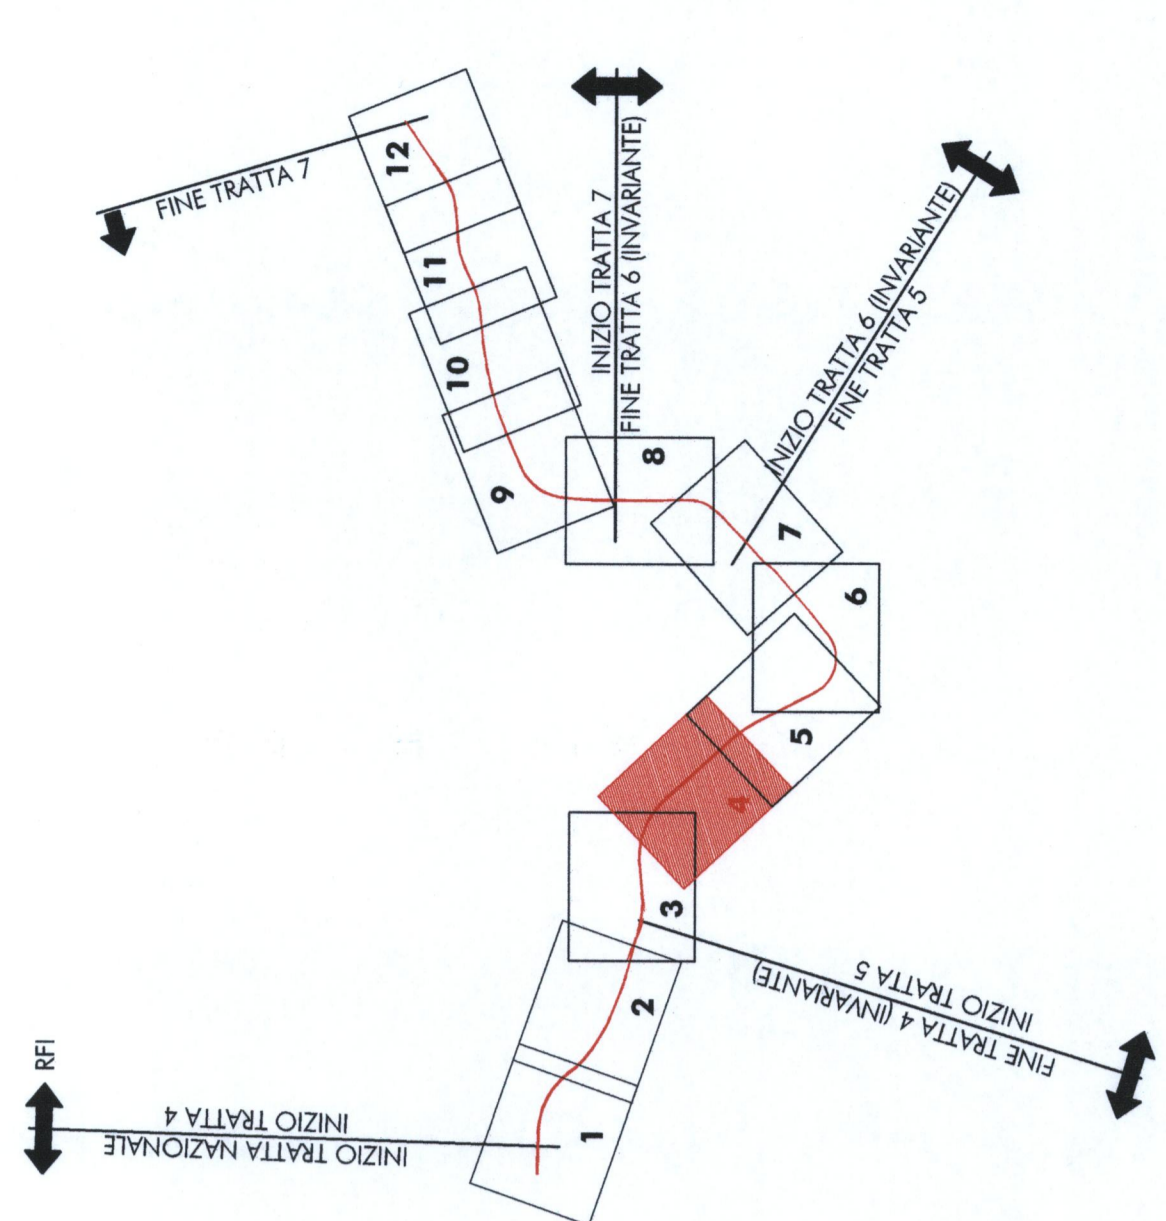 12
FINE TRATTA 7
11
10
9
INIZIO TRATTA 7
FINE TRATTA 6 (INVARIANTE)
8
INIZIO TRATTA 6 (INVARIANTE)
FINE TRATTA 5
7
6
5
4
3
INIZIO TRATTA 5
FINE TRATTA 4 (INVARIANTE)
2
RFI
INIZIO TRATTA 4
INIZIO TRATTA NAZIONALE
1